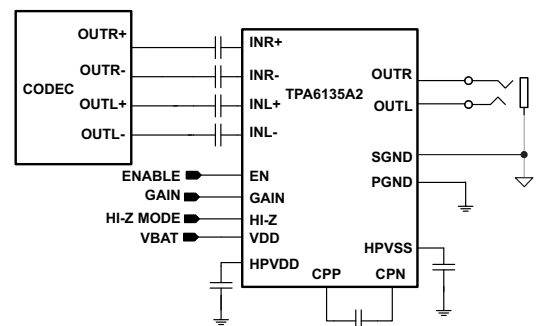 OUTR+
OUTR-
CODEC
OUTL+
OUTL-
INR+
INR-
INL+
INL-
TPA6135A2
OUTR
OUTL
SGND
PGND
ENABLE
EN
GAIN
GAIN
HI-Z MODE
HI-Z
VBAT
VDD
HPVDD
HPVSS
CPP
CPN